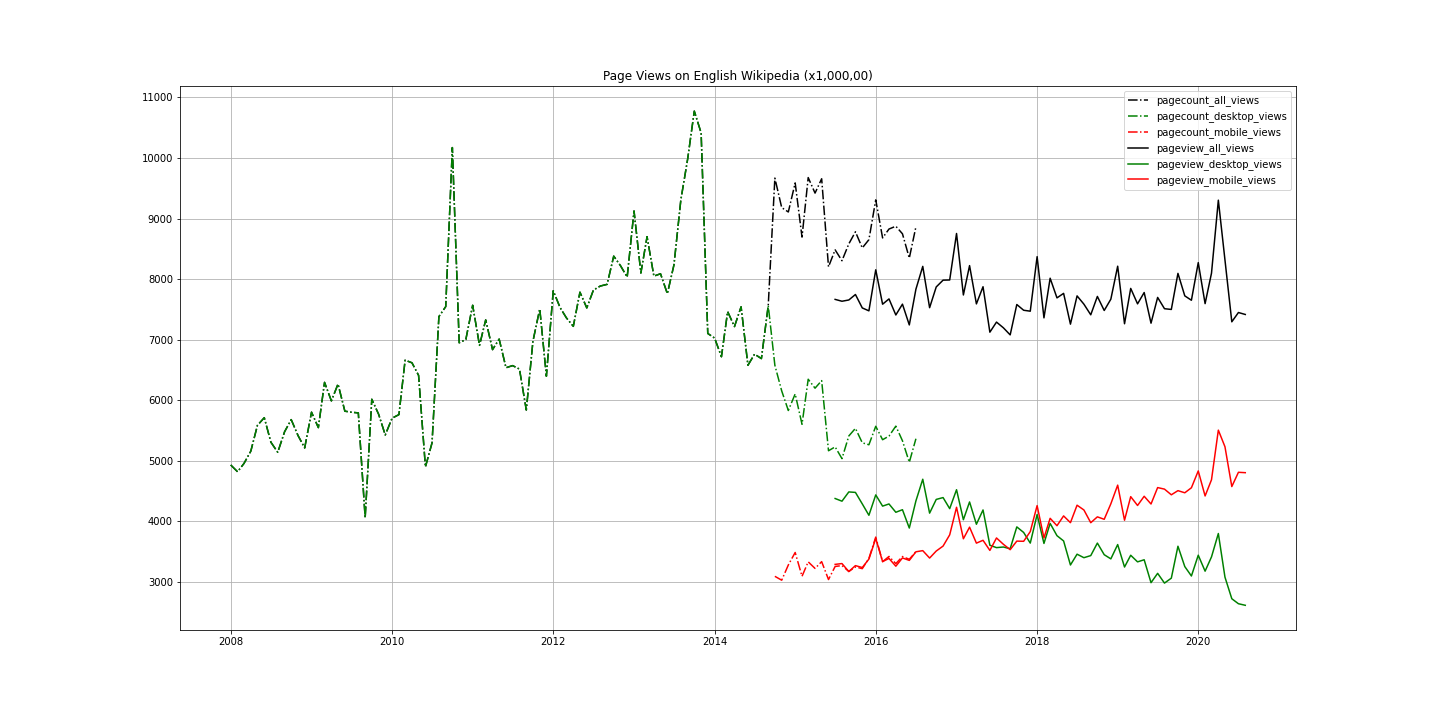 Page Views on English Wikipedia (x1,000,00)
11000
10000
9000
8000
7000
6000
5000
4000
3000
pagecount_all_views
pagecount_desktop_views
pagecount_mobile_views
pageview_all_views
pageview_desktop_views
pageview_mobile_views
2008 2010 2012 2014 2016 2018 2020